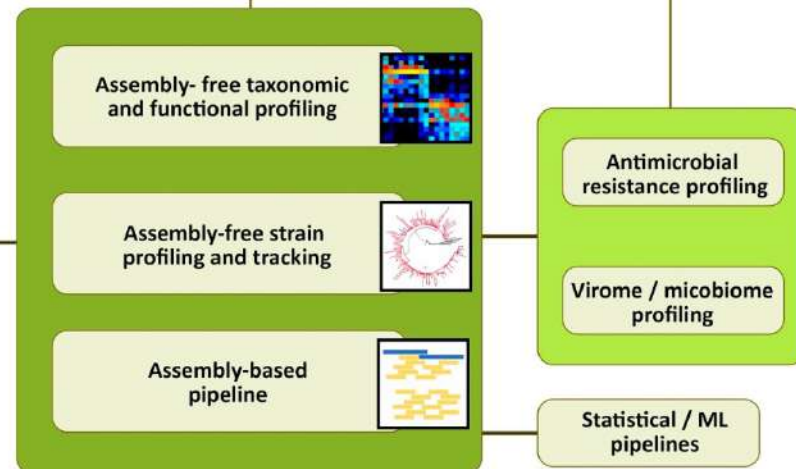 Assembly- free taxonomic
and functional profiling
Assembly-free strain
profiling and tracking
Assembly-based
pipeline
Antimicrobial
resistance profiling
Virome / micobiome
profiling
Statistical / ML
pipelines